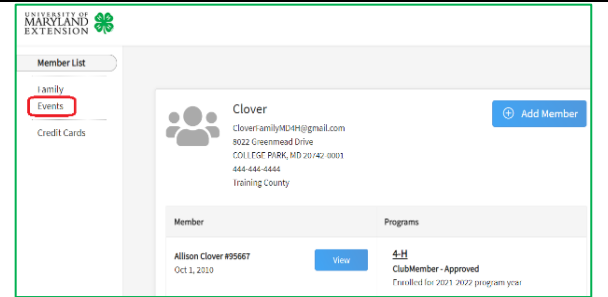 UNIVERSITY OF
MARYLAND
EXTENSION
Member List
Family
Events
Credit Cards
Clover
CloverFamilyMD4H@gmail.com
8022 Greenmead Drive
COLLEGE PARK, MD 20742-0001
444-444-4444
Training County
Add Member
Member
Programs
Allison Clover #95667
Oct 1, 2010
View
4-H
ClubMember - Approved
Enrolled for 2021-2022 program year